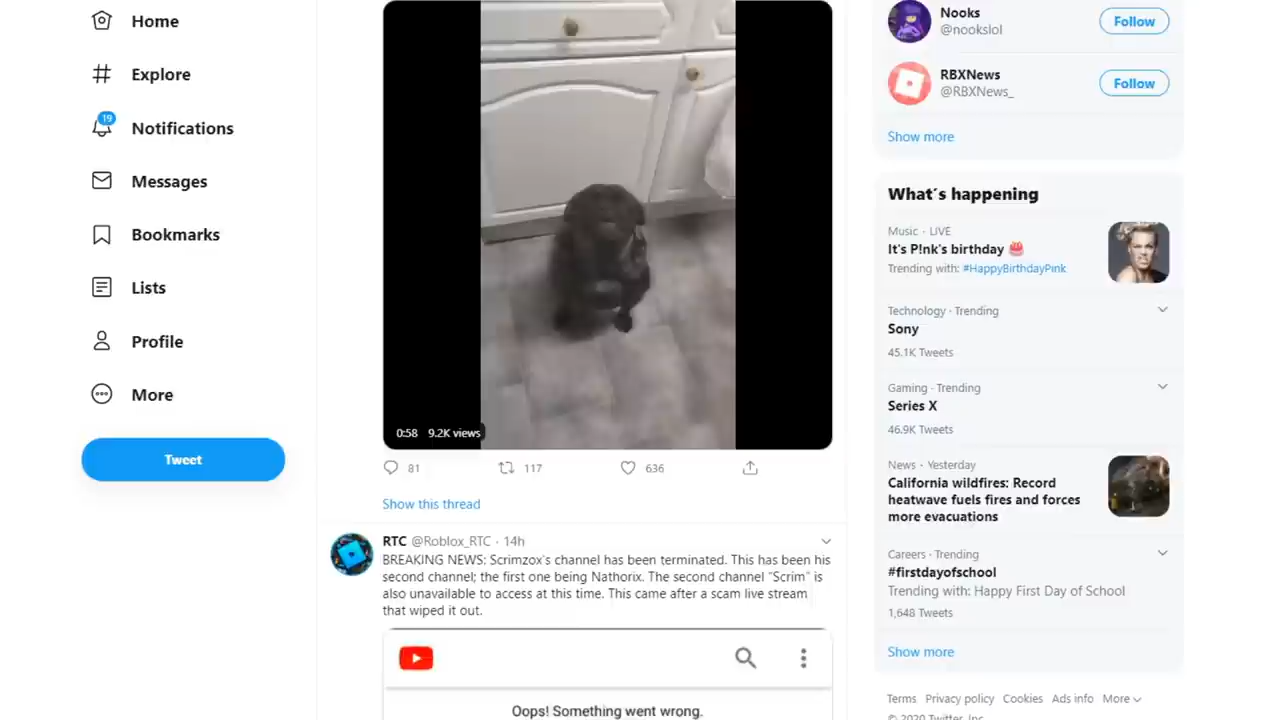 Home
Explore
19
Notifications
Messages
Bookmarks
Lists
Profile
More
Tweet
0:58 9.2K views
81 117 636
Show this thread
RTC @Roblox_RTC · 14h
BREAKING NEWS: Scrimzox's channel has been terminated. This has been his
second channel; the first one being Nathorix. The second channel "Scrim" is
also unavailable to access at this time. This came after a scam live stream
that wiped it out.
Oops! Something went wrong.
Nooks
@nookslol
Follow
RBXNews
@RBXNews_
Follow
Show more
What's happening
Music · LIVE
It's P!nk's birthday 🎂
Trending with: #HappyBirthdayPink
Technology · Trending
Sony
45.1K Tweets
Gaming · Trending
Series X
46.9K Tweets
News · Yesterday
California wildfires: Record
heatwave fuels fires and forces
more evacuations
Careers · Trending
#firstdayofschool
Trending with: Happy First Day of School
1,648 Tweets
Show more
Terms Privacy policy Cookies Ads info More
© 2020 Twitter, Inc.